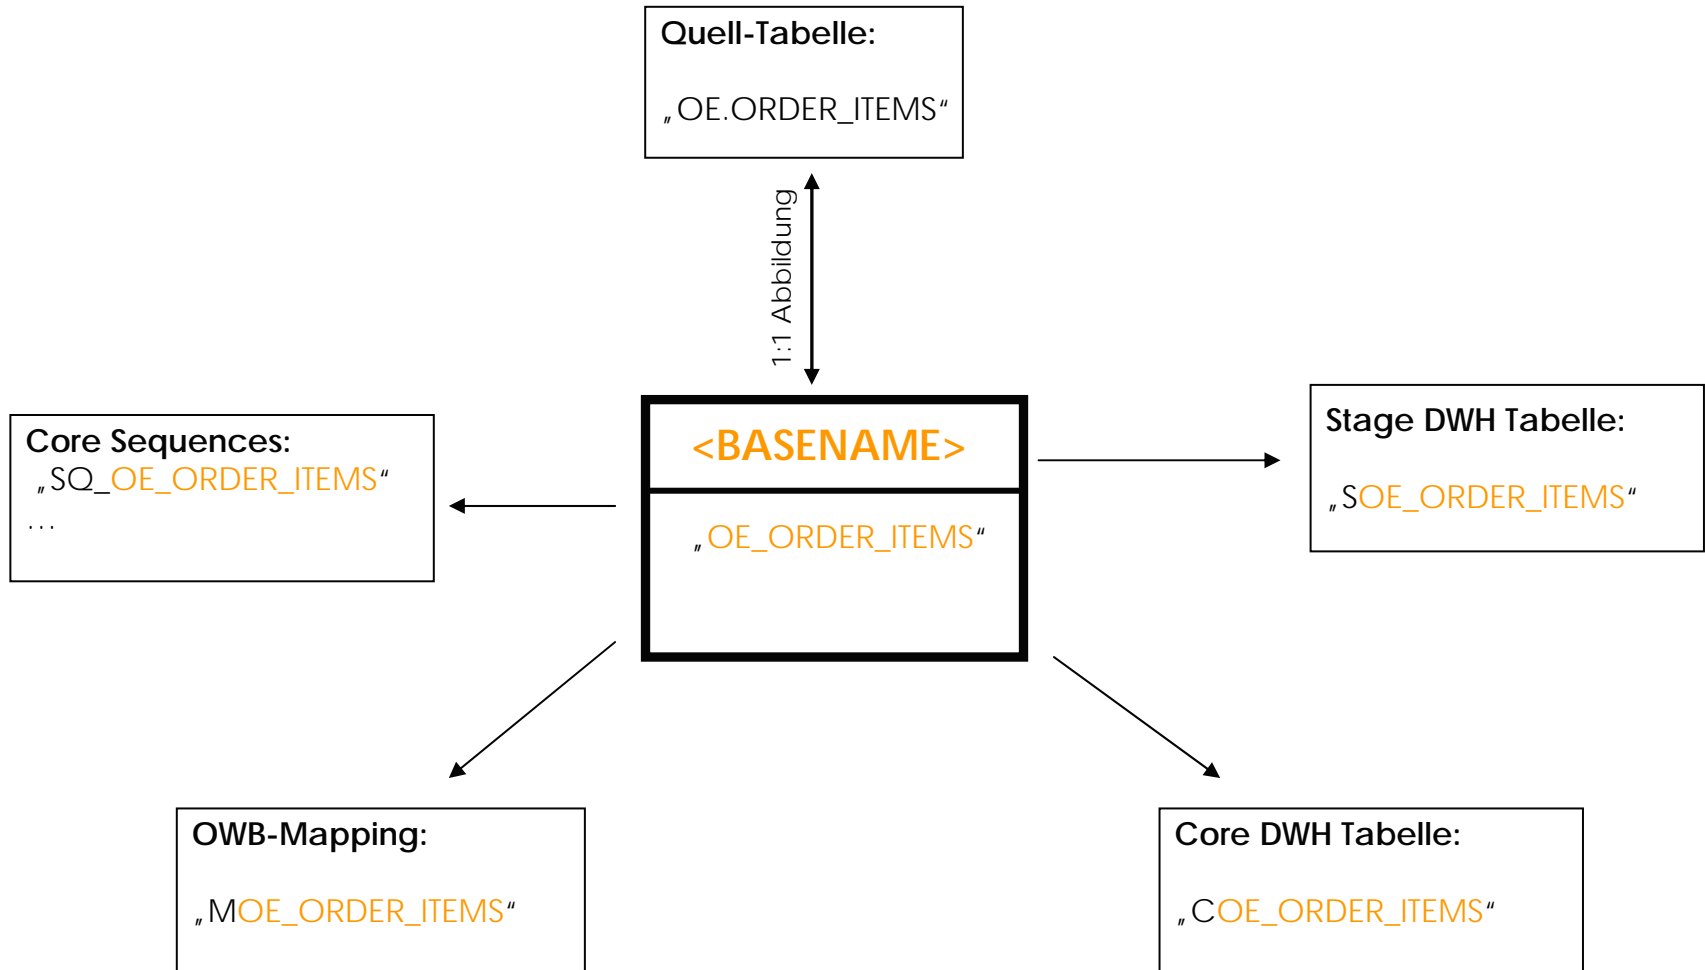 Quell-Tabelle:
„OE.ORDER_ITEMS“
1:1 Abbildung
Core Sequences:
„SQ_OE_ORDER_ITEMS“
...
<BASENAME>
„OE_ORDER_ITEMS“
Stage DWH Tabelle:
„SOE_ORDER_ITEMS“
OWB-Mapping:
„MOE_ORDER_ITEMS“
Core DWH Tabelle:
„COE_ORDER_ITEMS“